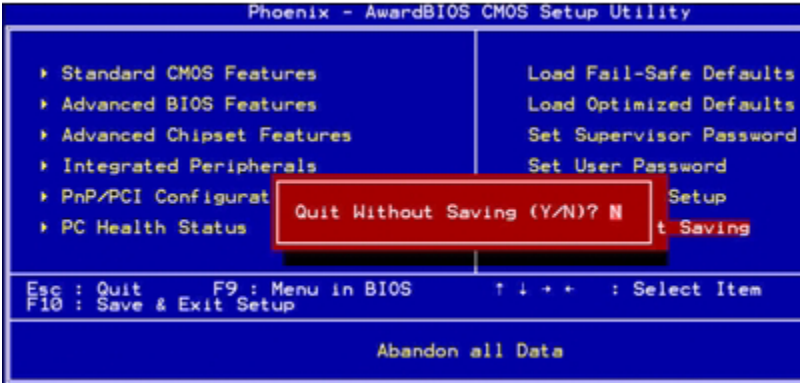 Phoenix - AwardBIOS CMOS Setup Utility
Standard CMOS Features
Advanced BIOS Features
Advanced Chipset Features
Integrated Peripherals
PnP/PCI Configurat
PC Health Status
Load Fail-Safe Defaults
Load Optimized Defaults
Set Supervisor Password
Set User Password
Setup
t Saving
Quit Without Saving (Y/N)? N
Esc : Quit F9 : Menu in BIOS ↑ ↓ → ← : Select Item
F10 : Save & Exit Setup
Abandon all Data